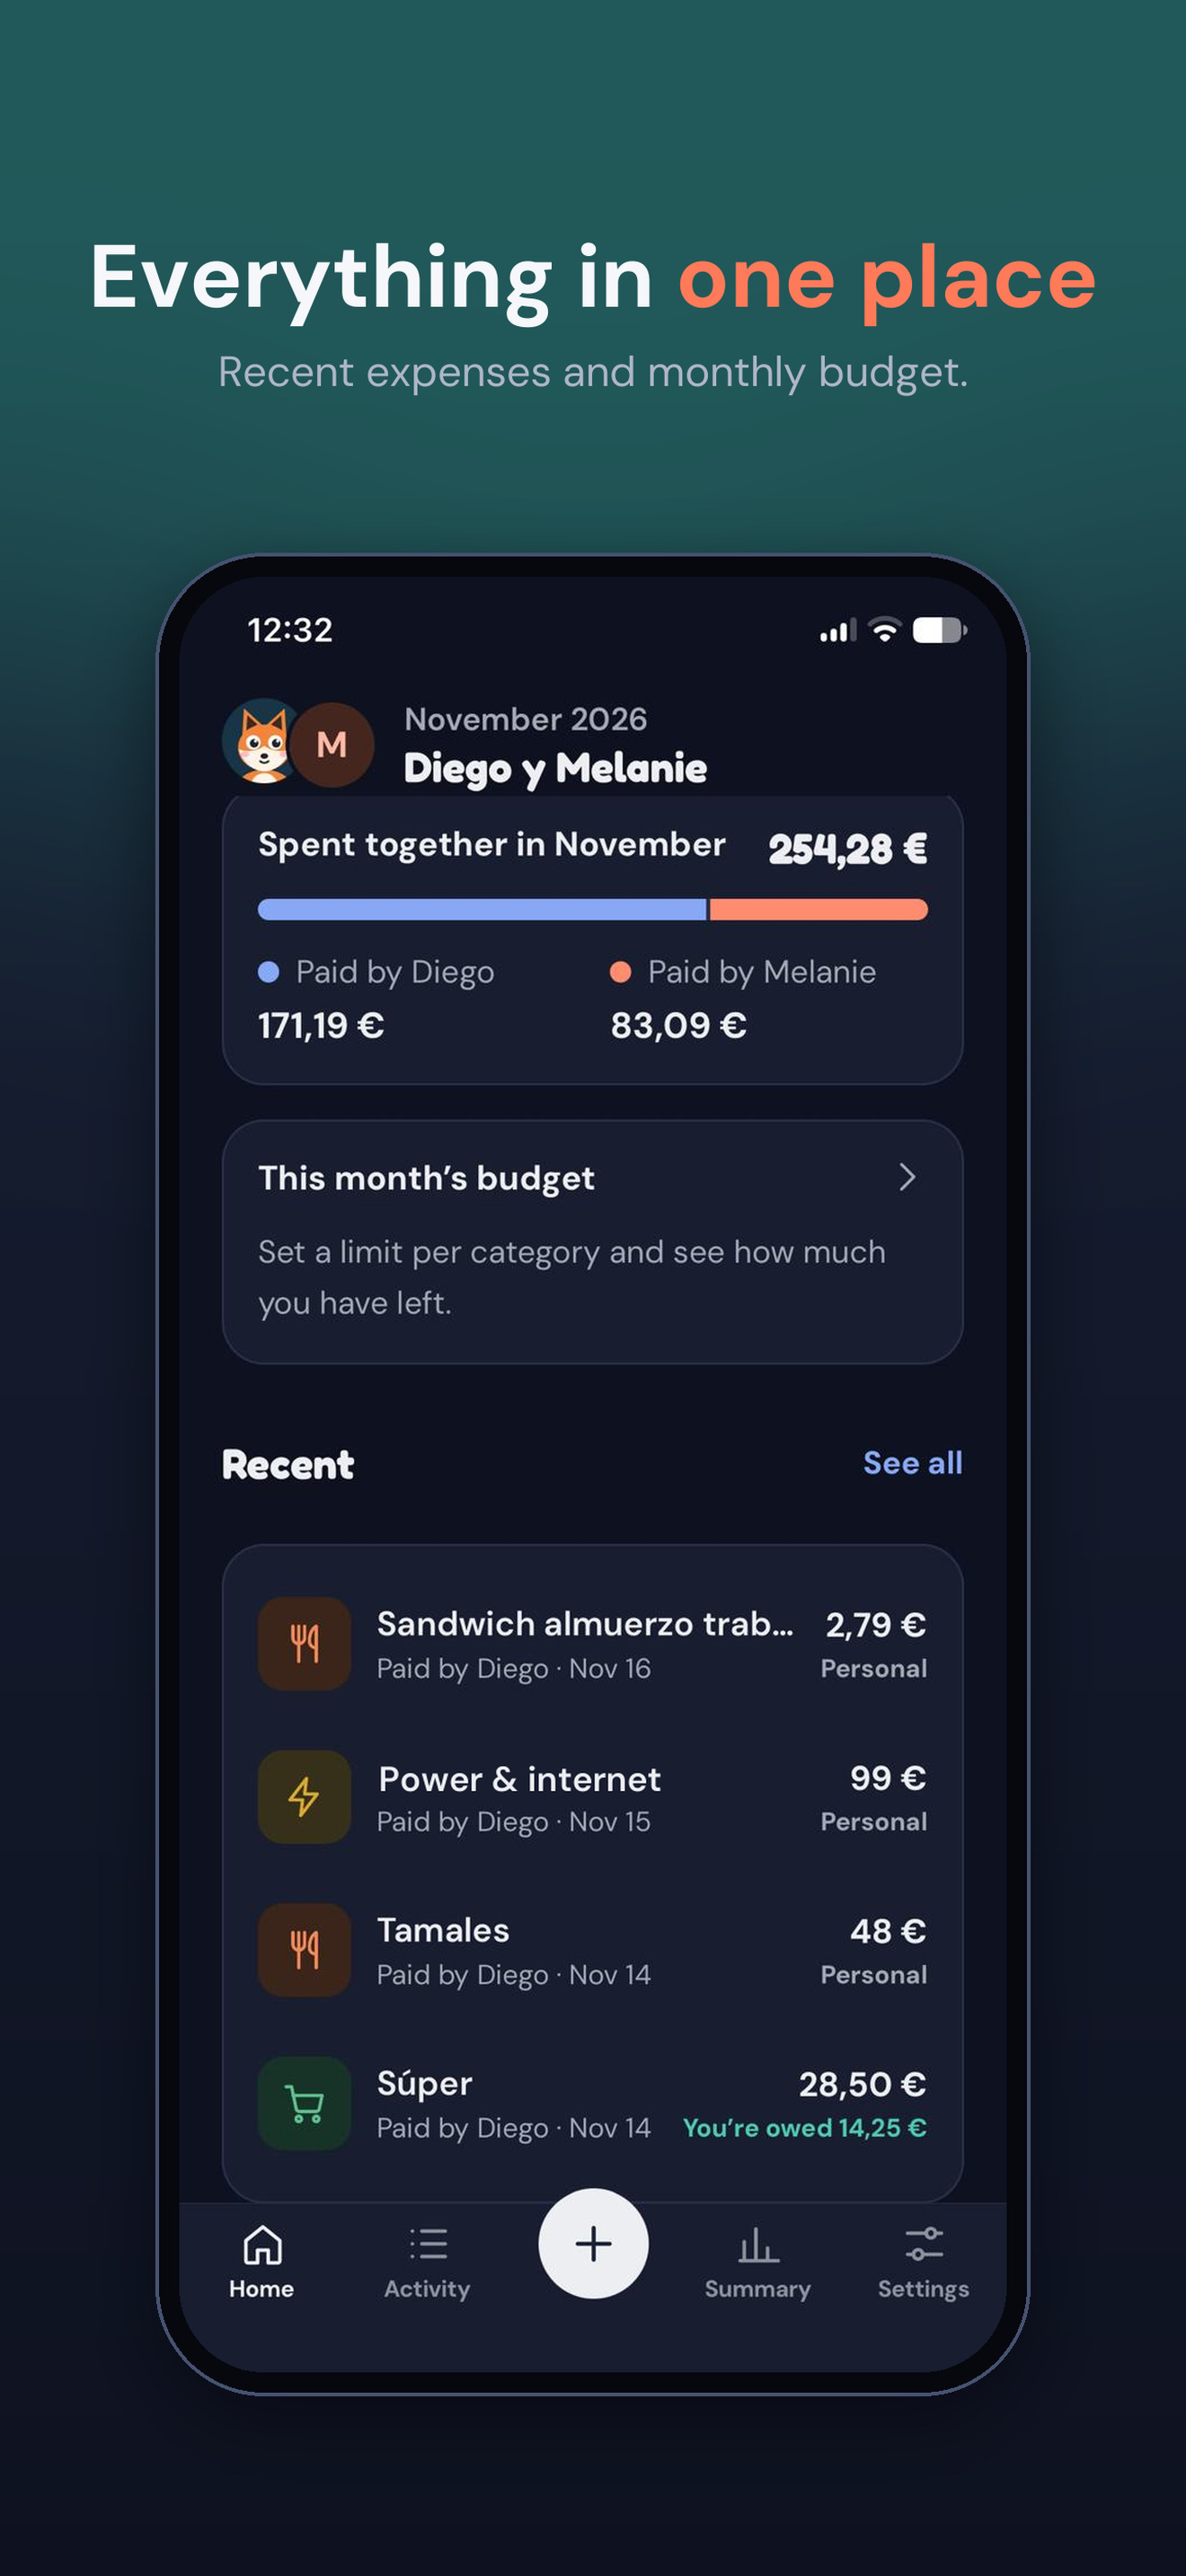 Everything in one place
Recent expenses and monthly budget.
12:32
M
November 2026
Diego y Melanie
Spent together in November 254,28 €
Paid by Diego Paid by Melanie
171,19 € 83,09 €
This month’s budget
Set a limit per category and see how much
you have left.
Recent See all
Sandwich almuerzo trab... 2,79 €
Paid by Diego · Nov 16 Personal
Power & internet 99 €
Paid by Diego · Nov 15 Personal
Tamales 48 €
Paid by Diego · Nov 14 Personal
Súper 28,50 €
Paid by Diego · Nov 14 You’re owed 14,25 €
Home Activity Summary Settings